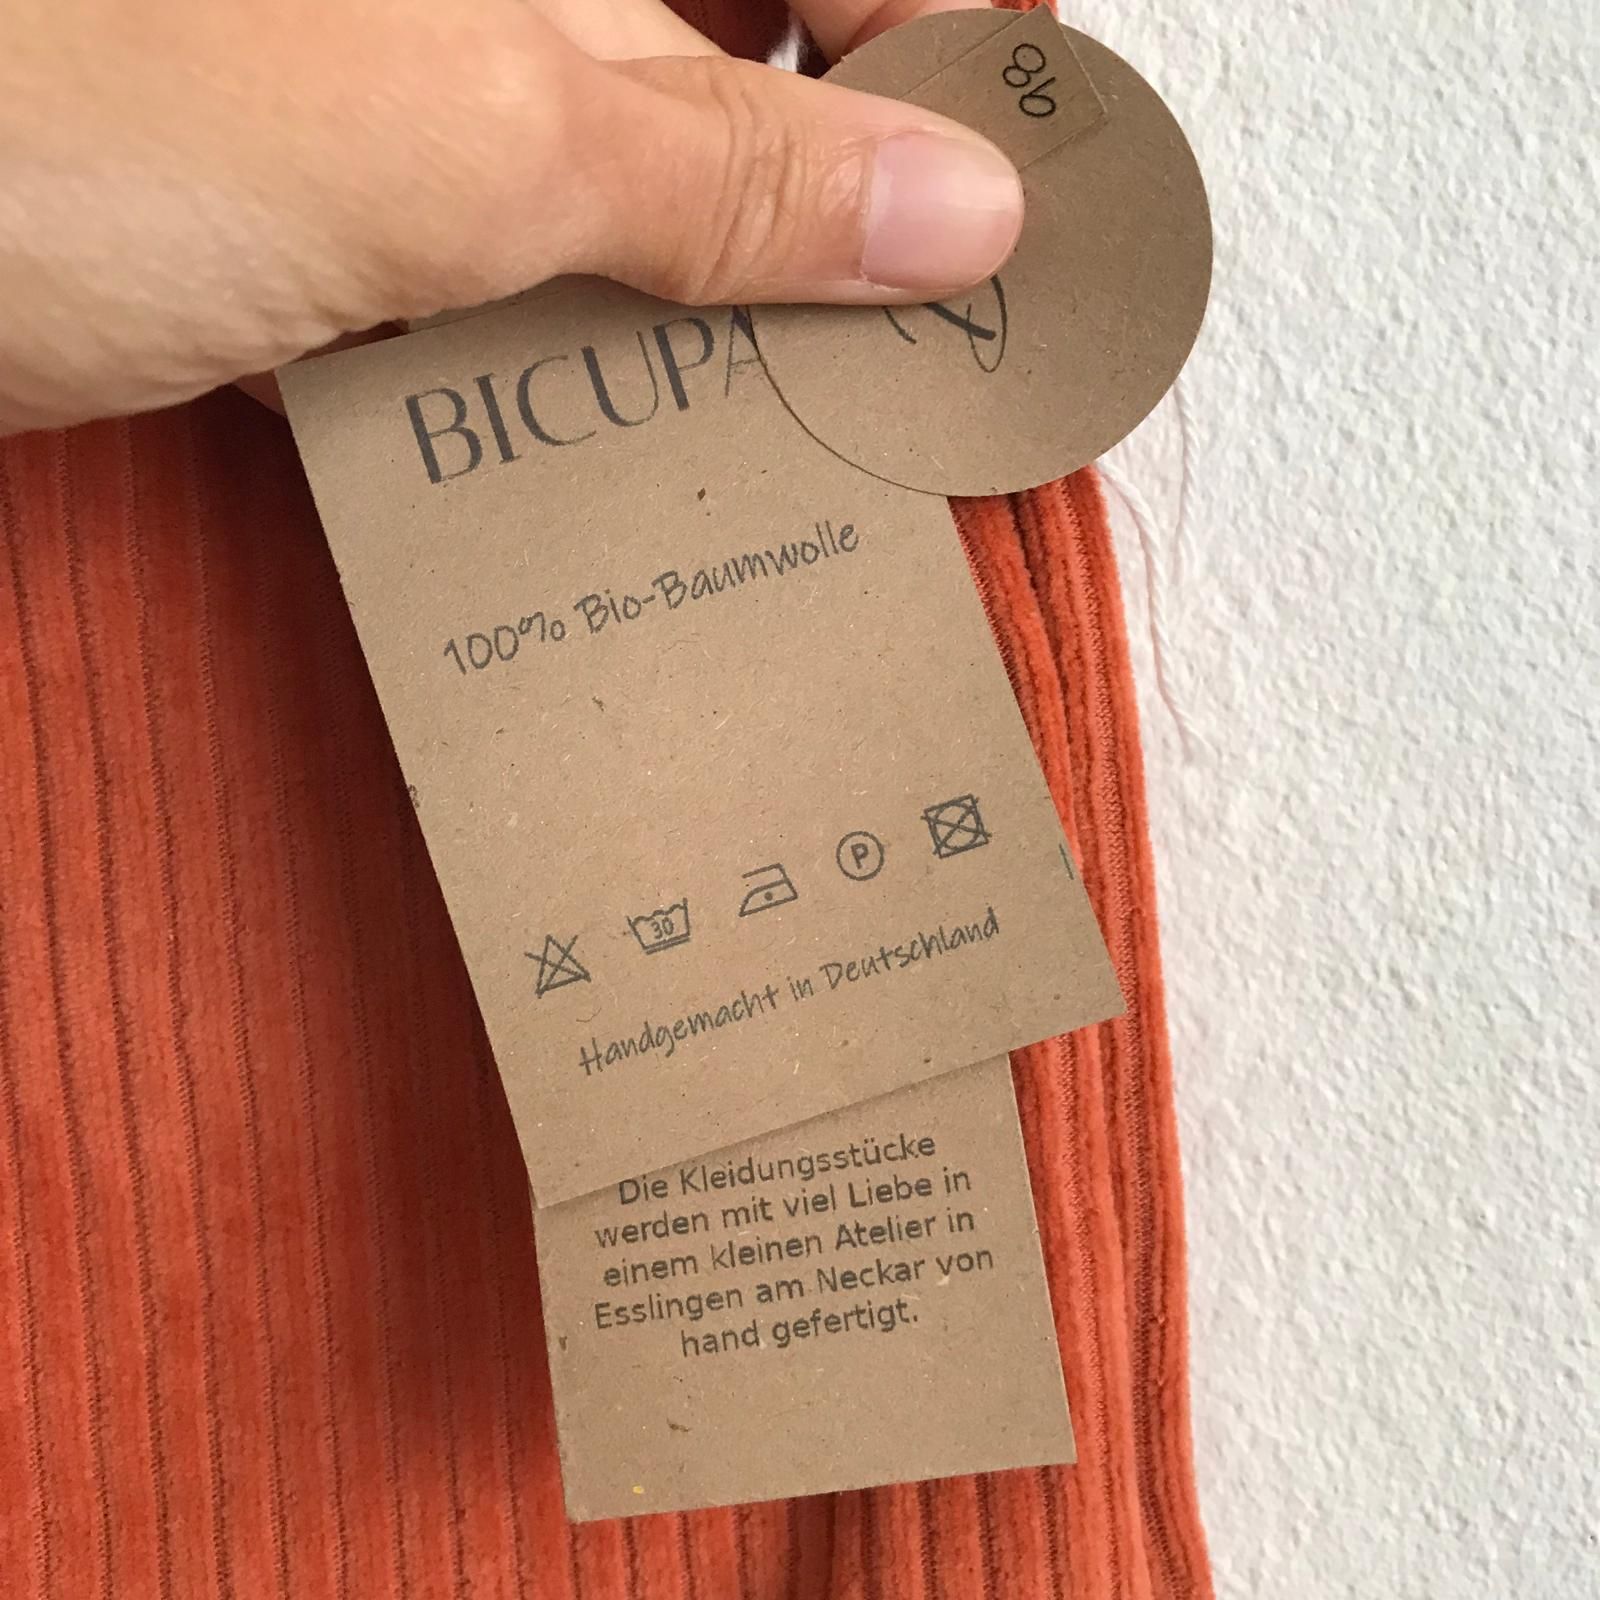 BICUPA
100% Bio-Baumwolle
30
P
Handgemacht in Deutschland
Die Kleidungsstücke
werden mit viel Liebe in
einem kleinen Atelier in
Esslingen am Neckar von
hand gefertigt.